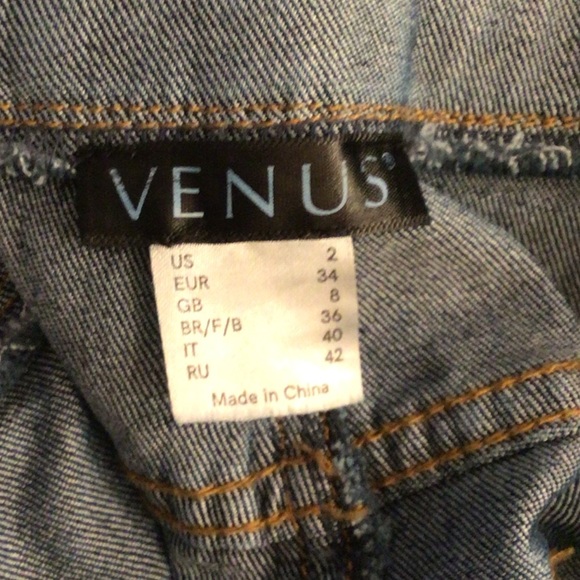 VENUS®
US 2
EUR 34
GB 8
BR/F/B 36
IT 40
RU 42
Made in China